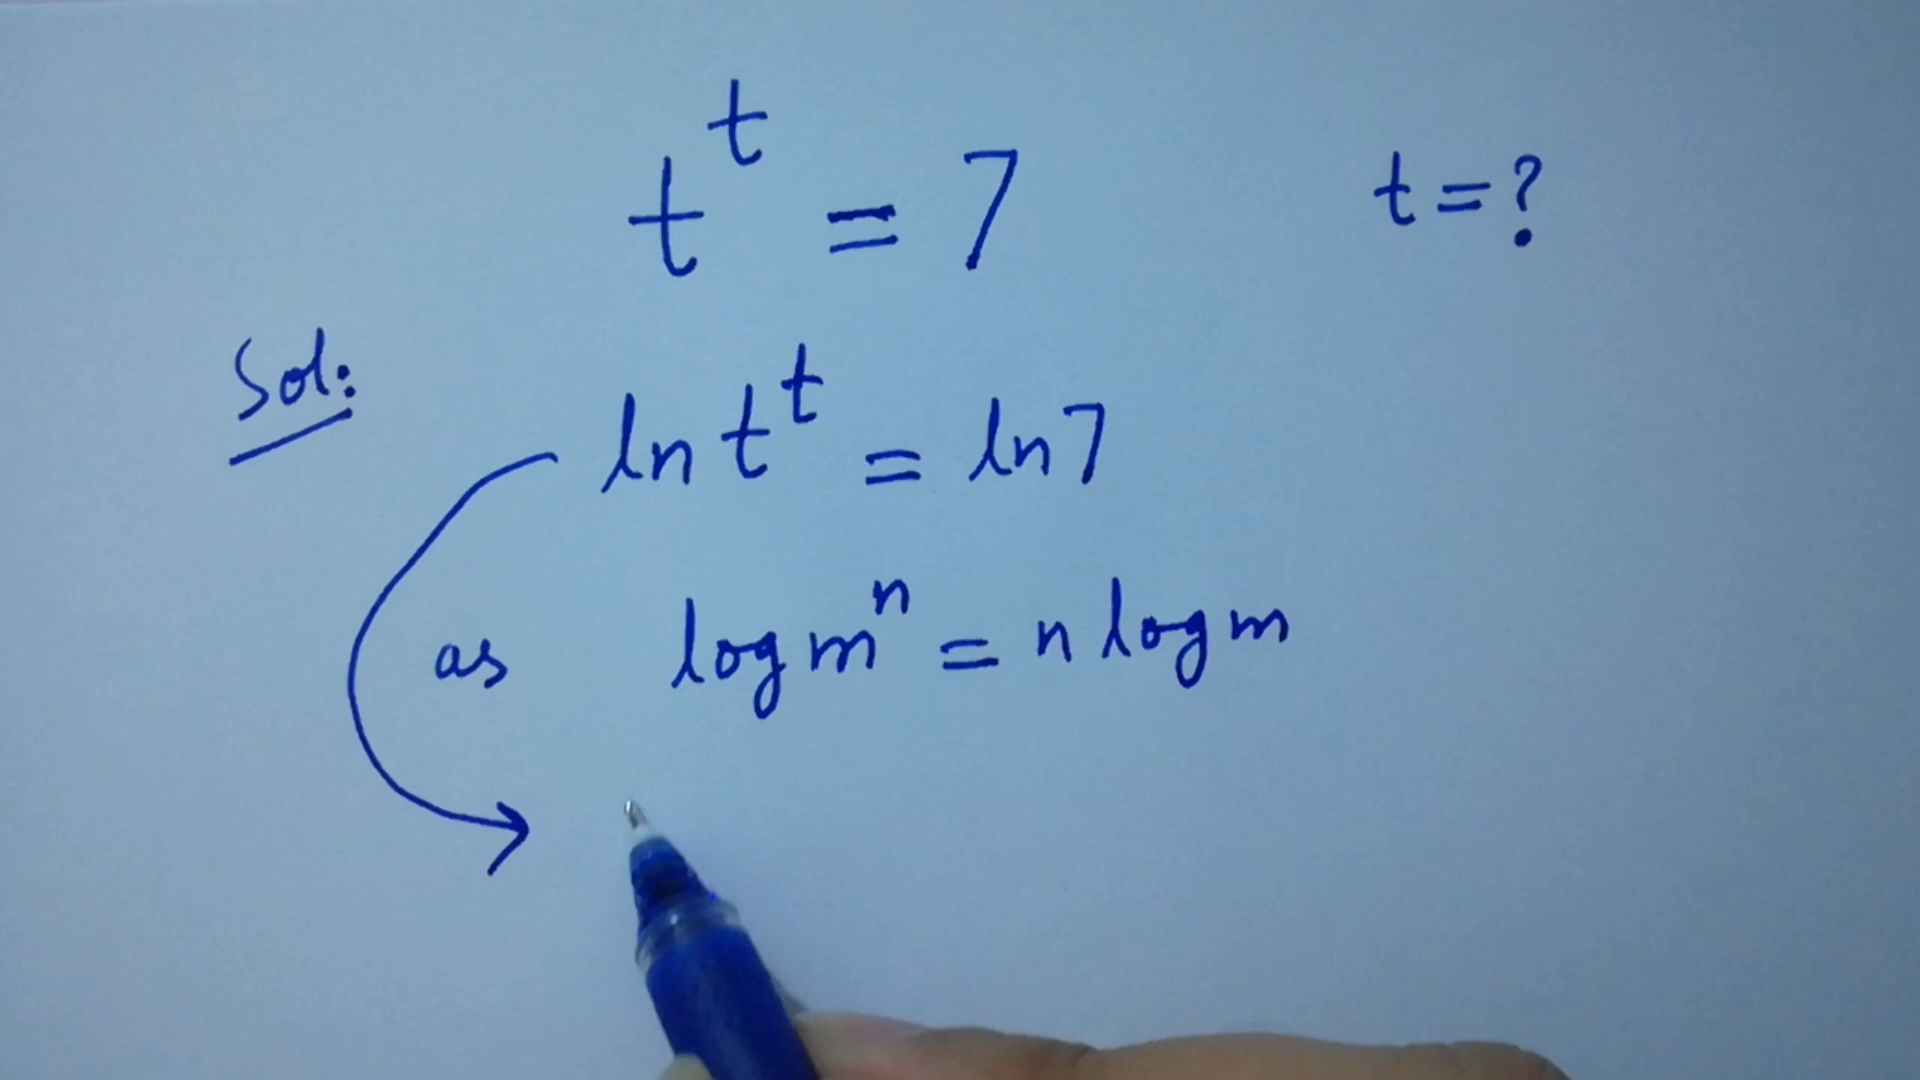 t^t = 7 t = ?
Sol:
ln t^t = ln 7
as log m^n = n log m